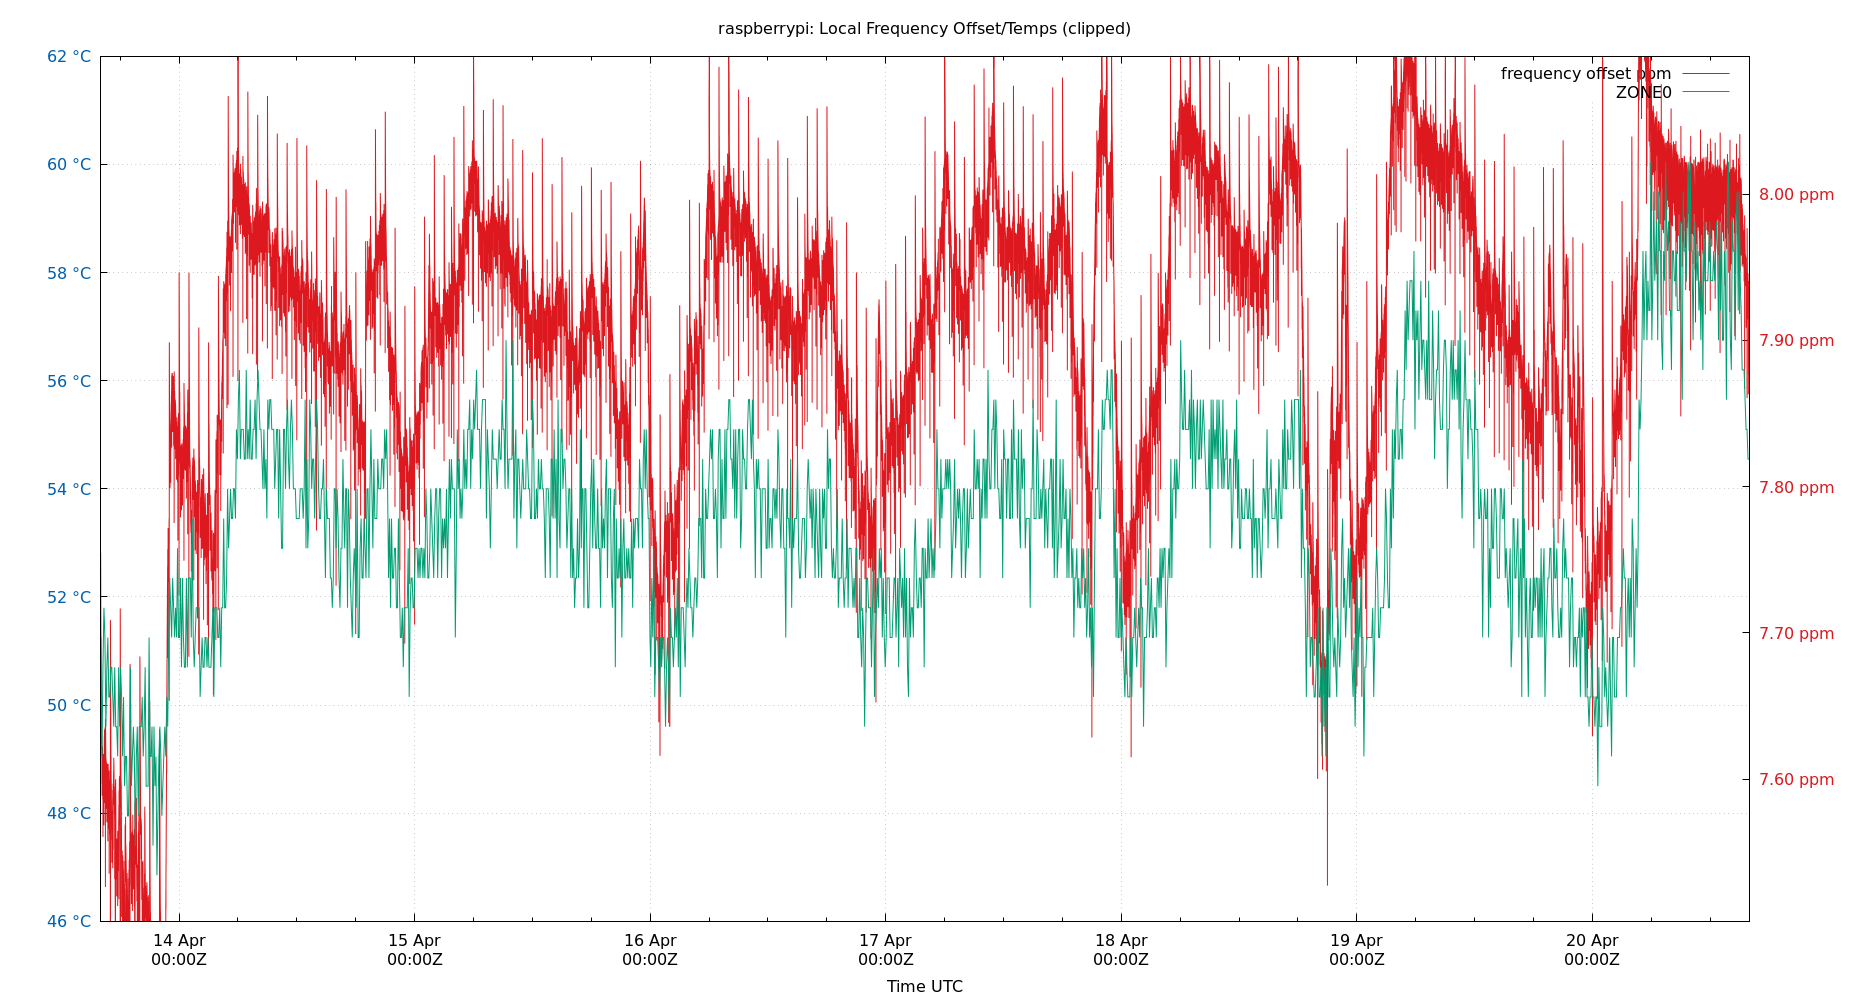 raspberrypi: Local Frequency Offset/Temps (clipped)
62 °C
60 °C
58 °C
56 °C
54 °C
52 °C
50 °C
48 °C
46 °C
frequency offset ppm
ZONE0
8.00 ppm
7.90 ppm
7.80 ppm
7.70 ppm
7.60 ppm
14 Apr 15 Apr 16 Apr 17 Apr 18 Apr 19 Apr 20 Apr
00:00Z 00:00Z 00:00Z 00:00Z 00:00Z 00:00Z 00:00Z
Time UTC